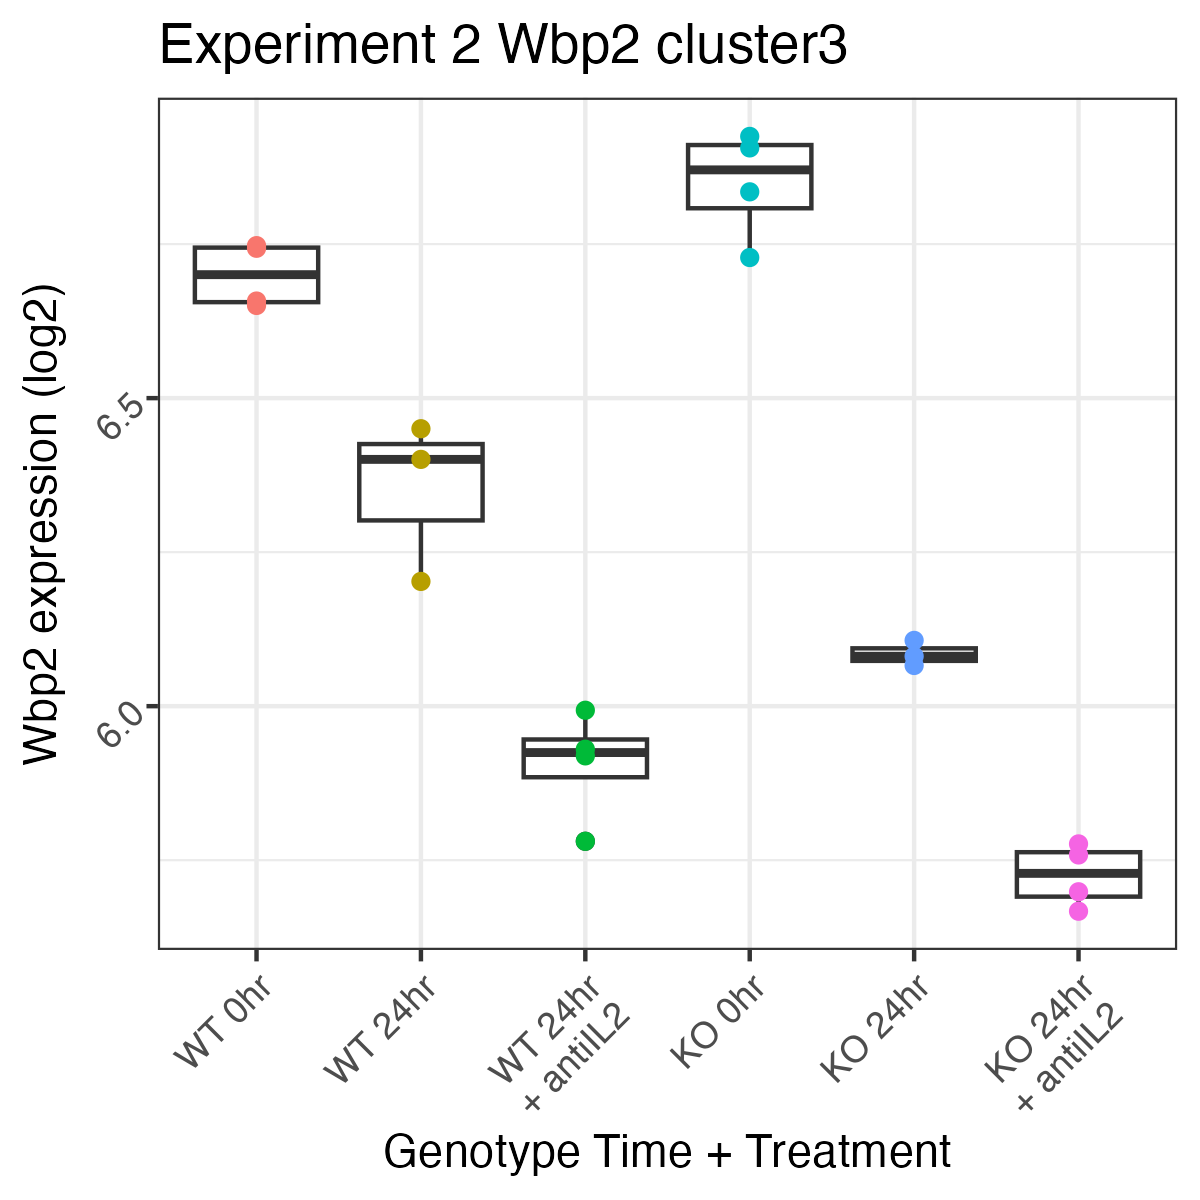 Experiment 2 Wbp2 cluster3
Wbp2 expression (log2)
6.5
6.0
WT 0hr
WT 24hr
WT 24hr
+ antiIL2
KO 0hr
KO 24hr
KO 24hr
+ antiIL2
Genotype Time + Treatment